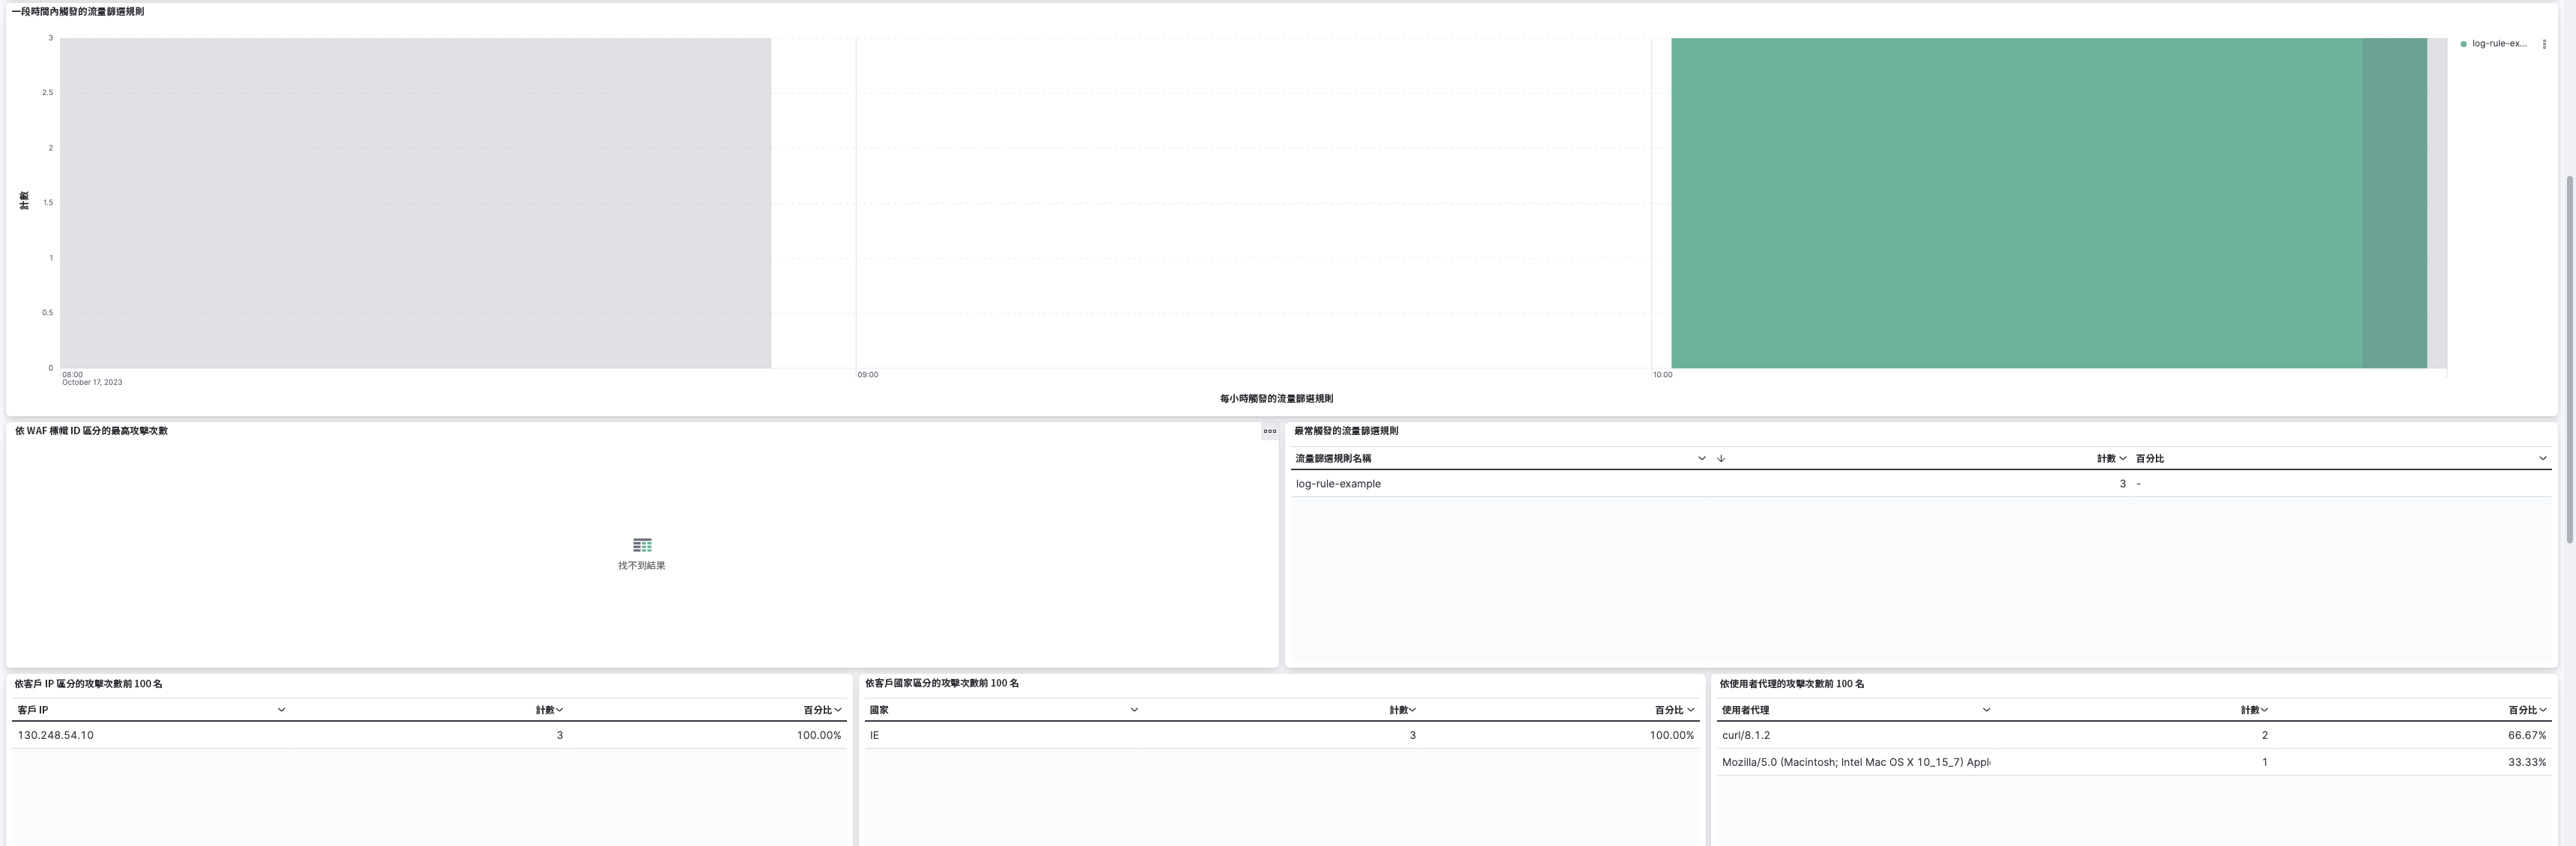 一段時間內觸發的流量篩選規則
3
2.5
2
1.5
1
0.5
0
計數
08:00
October 17, 2023
09:00
10:00
每小時觸發的流量篩選規則
log-rule-ex...
依 WAF 標幟 ID 區分的最高攻擊次數
找不到結果
最常觸發的流量篩選規則
流量篩選規則名稱 計數 百分比
log-rule-example 3 -
依客戶 IP 區分的攻擊次數前 100 名
客戶 IP 計數 百分比
130.248.54.10 3 100.00%
依客戶國家區分的攻擊次數前 100 名
國家 計數 百分比
IE 3 100.00%
依使用者代理的攻擊次數前 100 名
使用者代理 計數 百分比
curl/8.1.2 2 66.67%
Mozilla/5.0 (Macintosh; Intel Mac OS X 10_15_7) Appl 1 33.33%